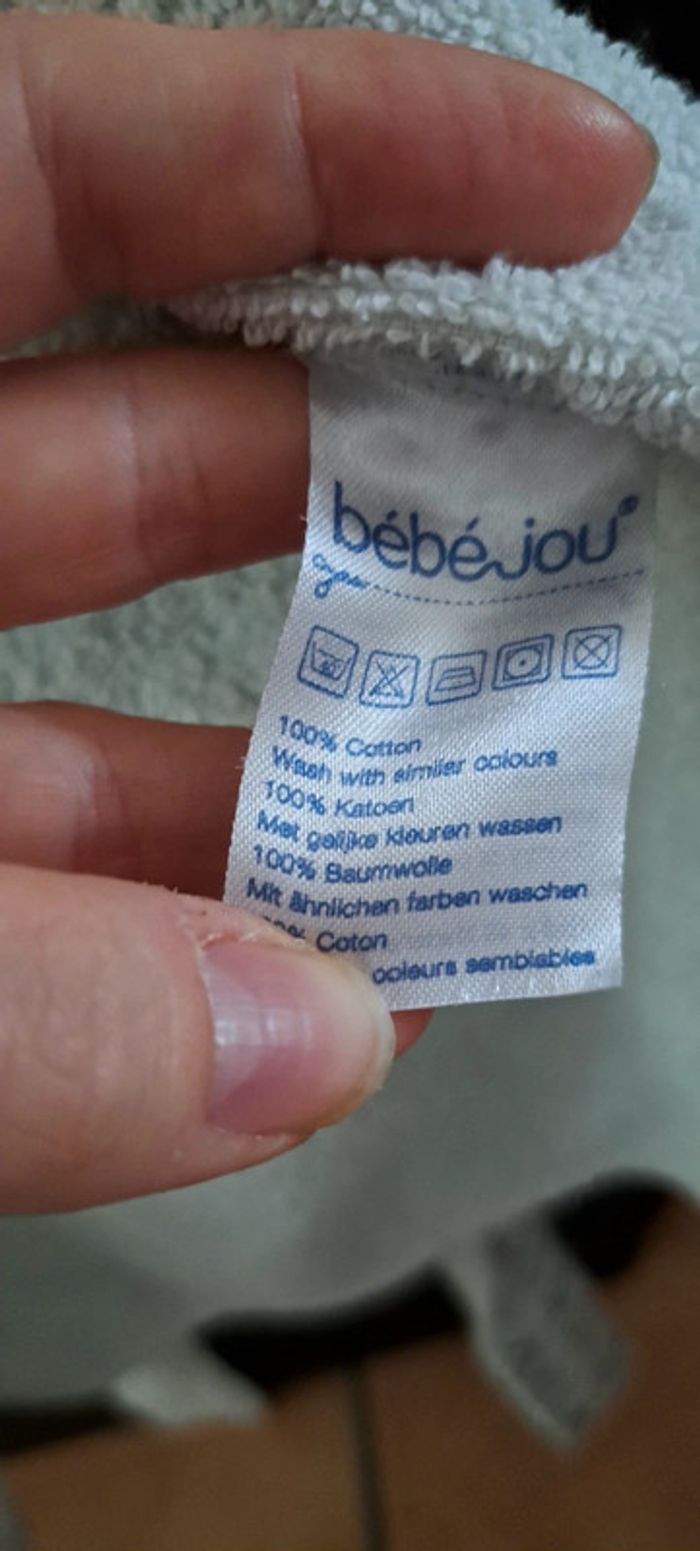 bébéjou®
100% Cotton
Wash with similar colours
100% Katoen
Met gelijke kleuren wassen
100% Baumwolle
Mit ähnlichen farben waschen
% Coton
colours semblables